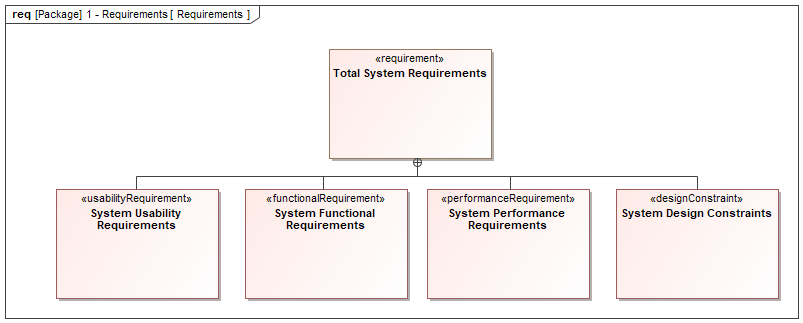 req [Package] 1 - Requirements [ Requirements ]
«requirement»
Total System Requirements
«usabilityRequirement»
System Usability
Requirements
«functionalRequirement»
System Functional
Requirements
«performanceRequirement»
System Performance
Requirements
«designConstraint»
System Design Constraints